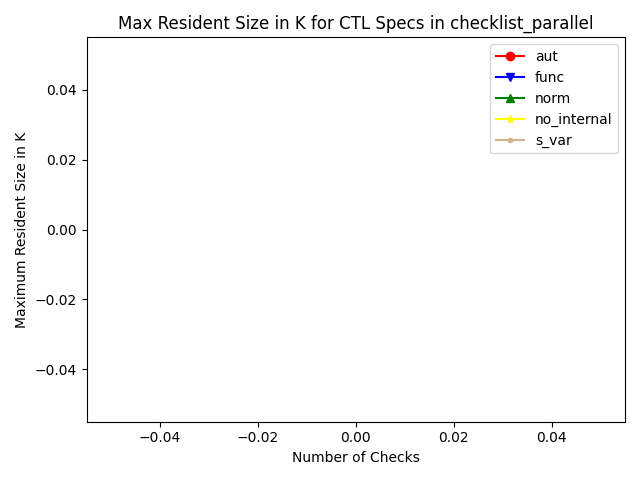 Max Resident Size in K for CTL Specs in checklist_parallel
aut
func
norm
no_internal
s_var
Maximum Resident Size in K
0.04
0.02
0.00
−0.02
−0.04
−0.04
−0.02
0.00
0.02
0.04
Number of Checks